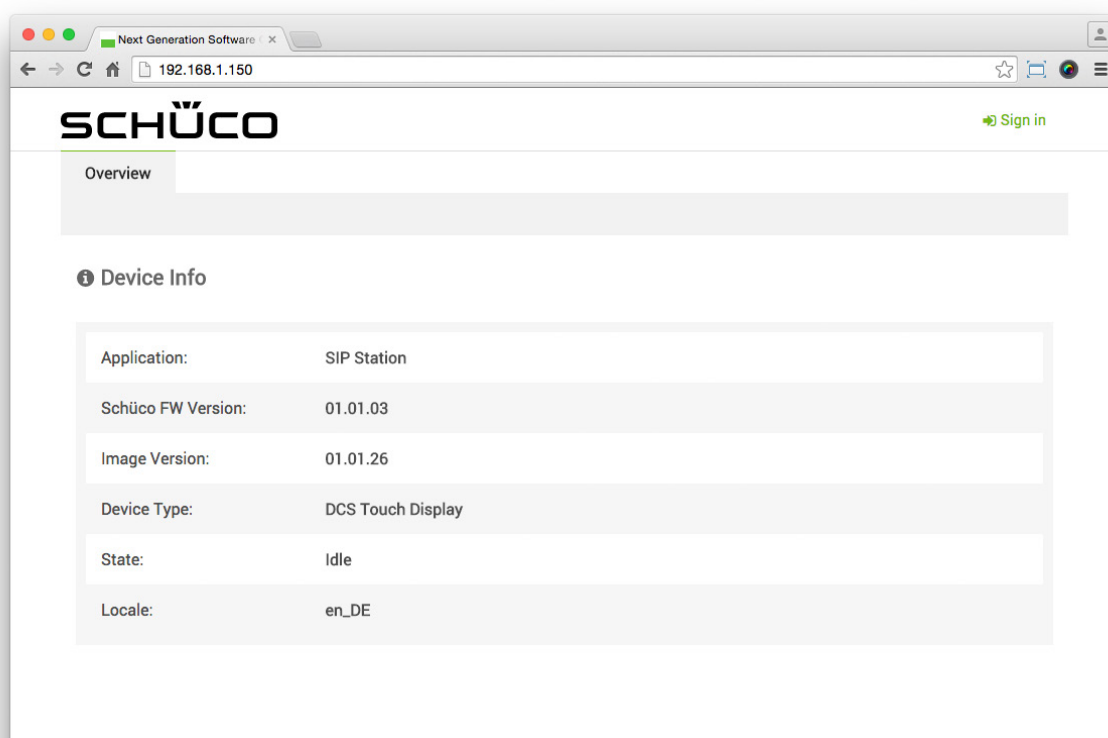 Next Generation Software
192.168.1.150
SCHÜCO
Sign in
Overview
Device Info
Application: SIP Station
Schüco FW Version: 01.01.03
Image Version: 01.01.26
Device Type: DCS Touch Display
State: Idle
Locale: en_DE